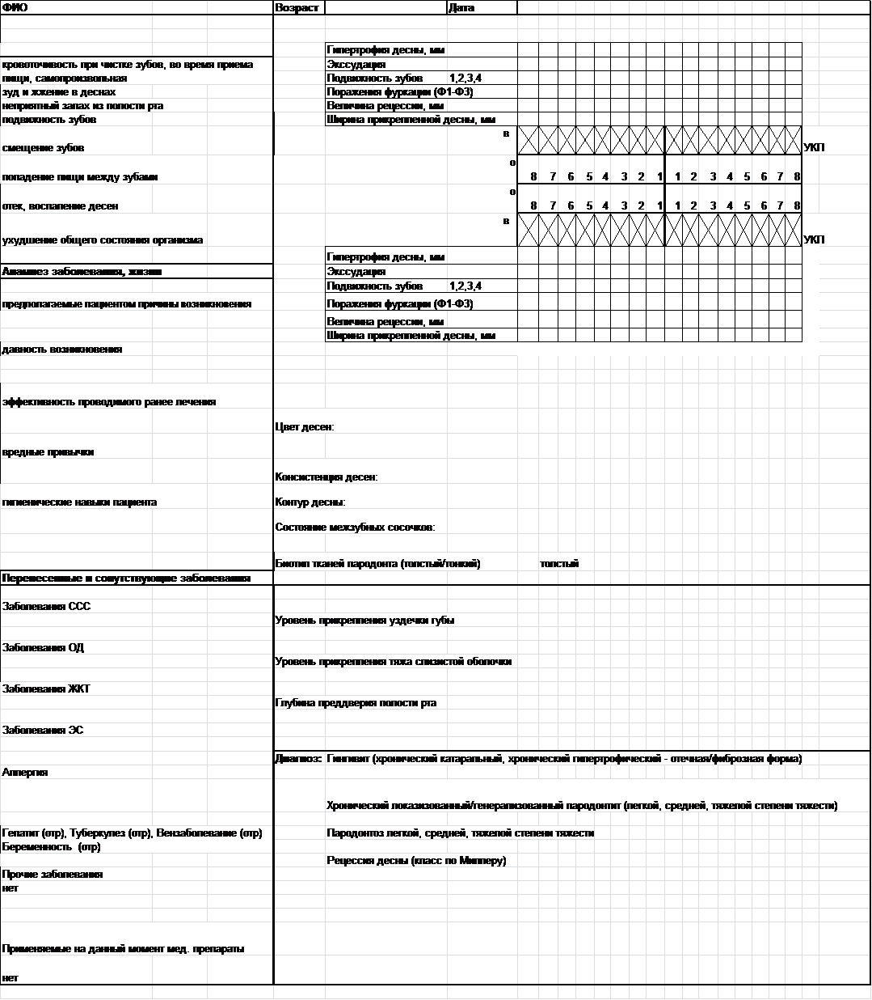 ФИО Возраст Дата
Гипертрофия десны, мм
кровоточивость при чистке зубов, во время приема
пищи, самопроизвольная
Экссудация
Подвижность зубов 1,2,3,4
зуд и жжение в деснах
Поражения фуркации (Ф1-Ф3)
неприятный запах из полости рта
Величина рецессии, мм
подвижность зубов
Ширина прикрепленной десны, мм
в
смещение зубов
УКП
о
попадение пищи между зубами
8 7 6 5 4 3 2 1 1 2 3 4 5 6 7 8
о
отек, воспаление десен
8 7 6 5 4 3 2 1 1 2 3 4 5 6 7 8
в
ухудшение общего состояния организма
УКП
Гипертрофия десны, мм
Анамнез заболевания, жизни
Экссудация
Подвижность зубов 1,2,3,4
предполагаемые пациентом причины возникновения
Поражения фуркации (Ф1-Ф3)
Величина рецессии, мм
Ширина прикрепленной десны, мм
давность возникновения
эффективность проводимого ранее лечения
Цвет десен:
вредные привычки
Консистенция десен:
гигиенические навыки пациента
Контур десны:
Состояние межзубных сосочков:
Биотип тканей пародонта (толстый/тонкий) толстый
Перенесенные и сопутствующие заболевания
Заболевания ССС
Уровень прикрепления уздечки губы
Заболевания ОД
Уровень прикрепления тяжа слизистой оболочки
Заболевания ЖКТ
Глубина преддверия полости рта
Заболевания ЭС
Диагноз: Гингивит (хронический катаральный, хронический гипертрофический - отечная/фиброзная форма)
Аллергия
Хронический локазизованный/генерализованный пародонтит (легкой, средней, тяжелой степени тяжести)
Гепатит (отр), Туберкулез (отр), Вензаболевание (отр)
Беременность (отр)
Пародонтоз легкой, средней, тяжелой степени тяжести
Рецессия десны (класс по Миллеру)
Прочие заболевания
нет
Применяемые на данный момент мед. препараты
нет